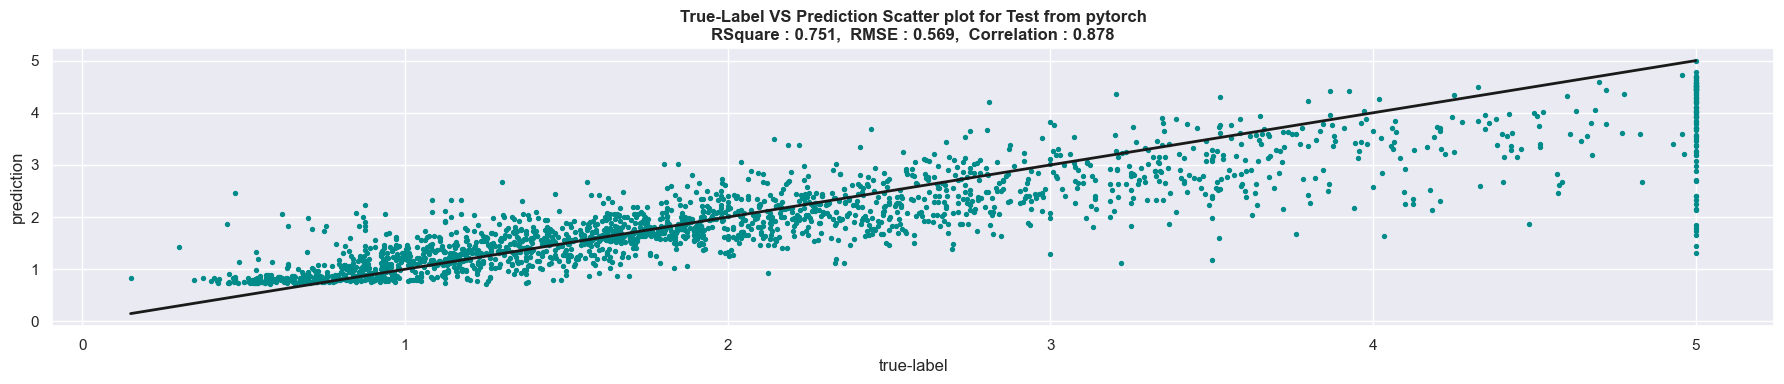 True-Label VS Prediction Scatter plot for Test from pytorch
RSquare : 0.751,  RMSE : 0.569,  Correlation : 0.878
prediction
5
4
3
2
1
0
0 1 2 3 4 5
true-label